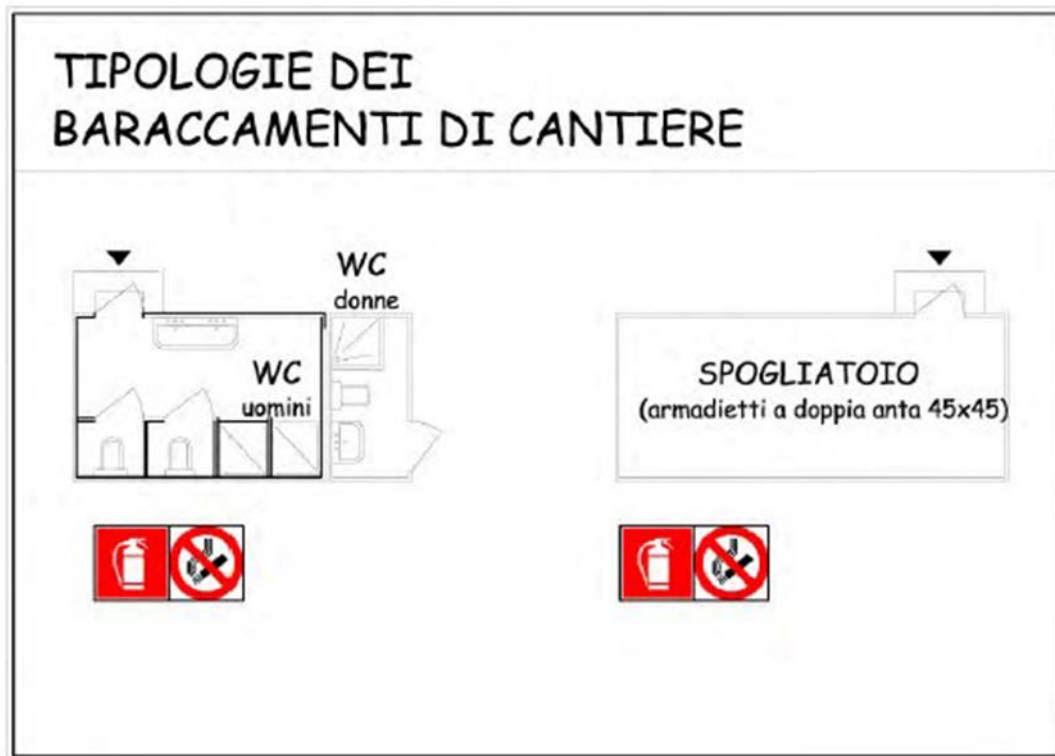 TIPOLOGIE DEI
BARACCAMENTI DI CANTIERE
WC
donne
WC
uomini
SPOGLIATOIO
(armadietti a doppia anta 45x45)